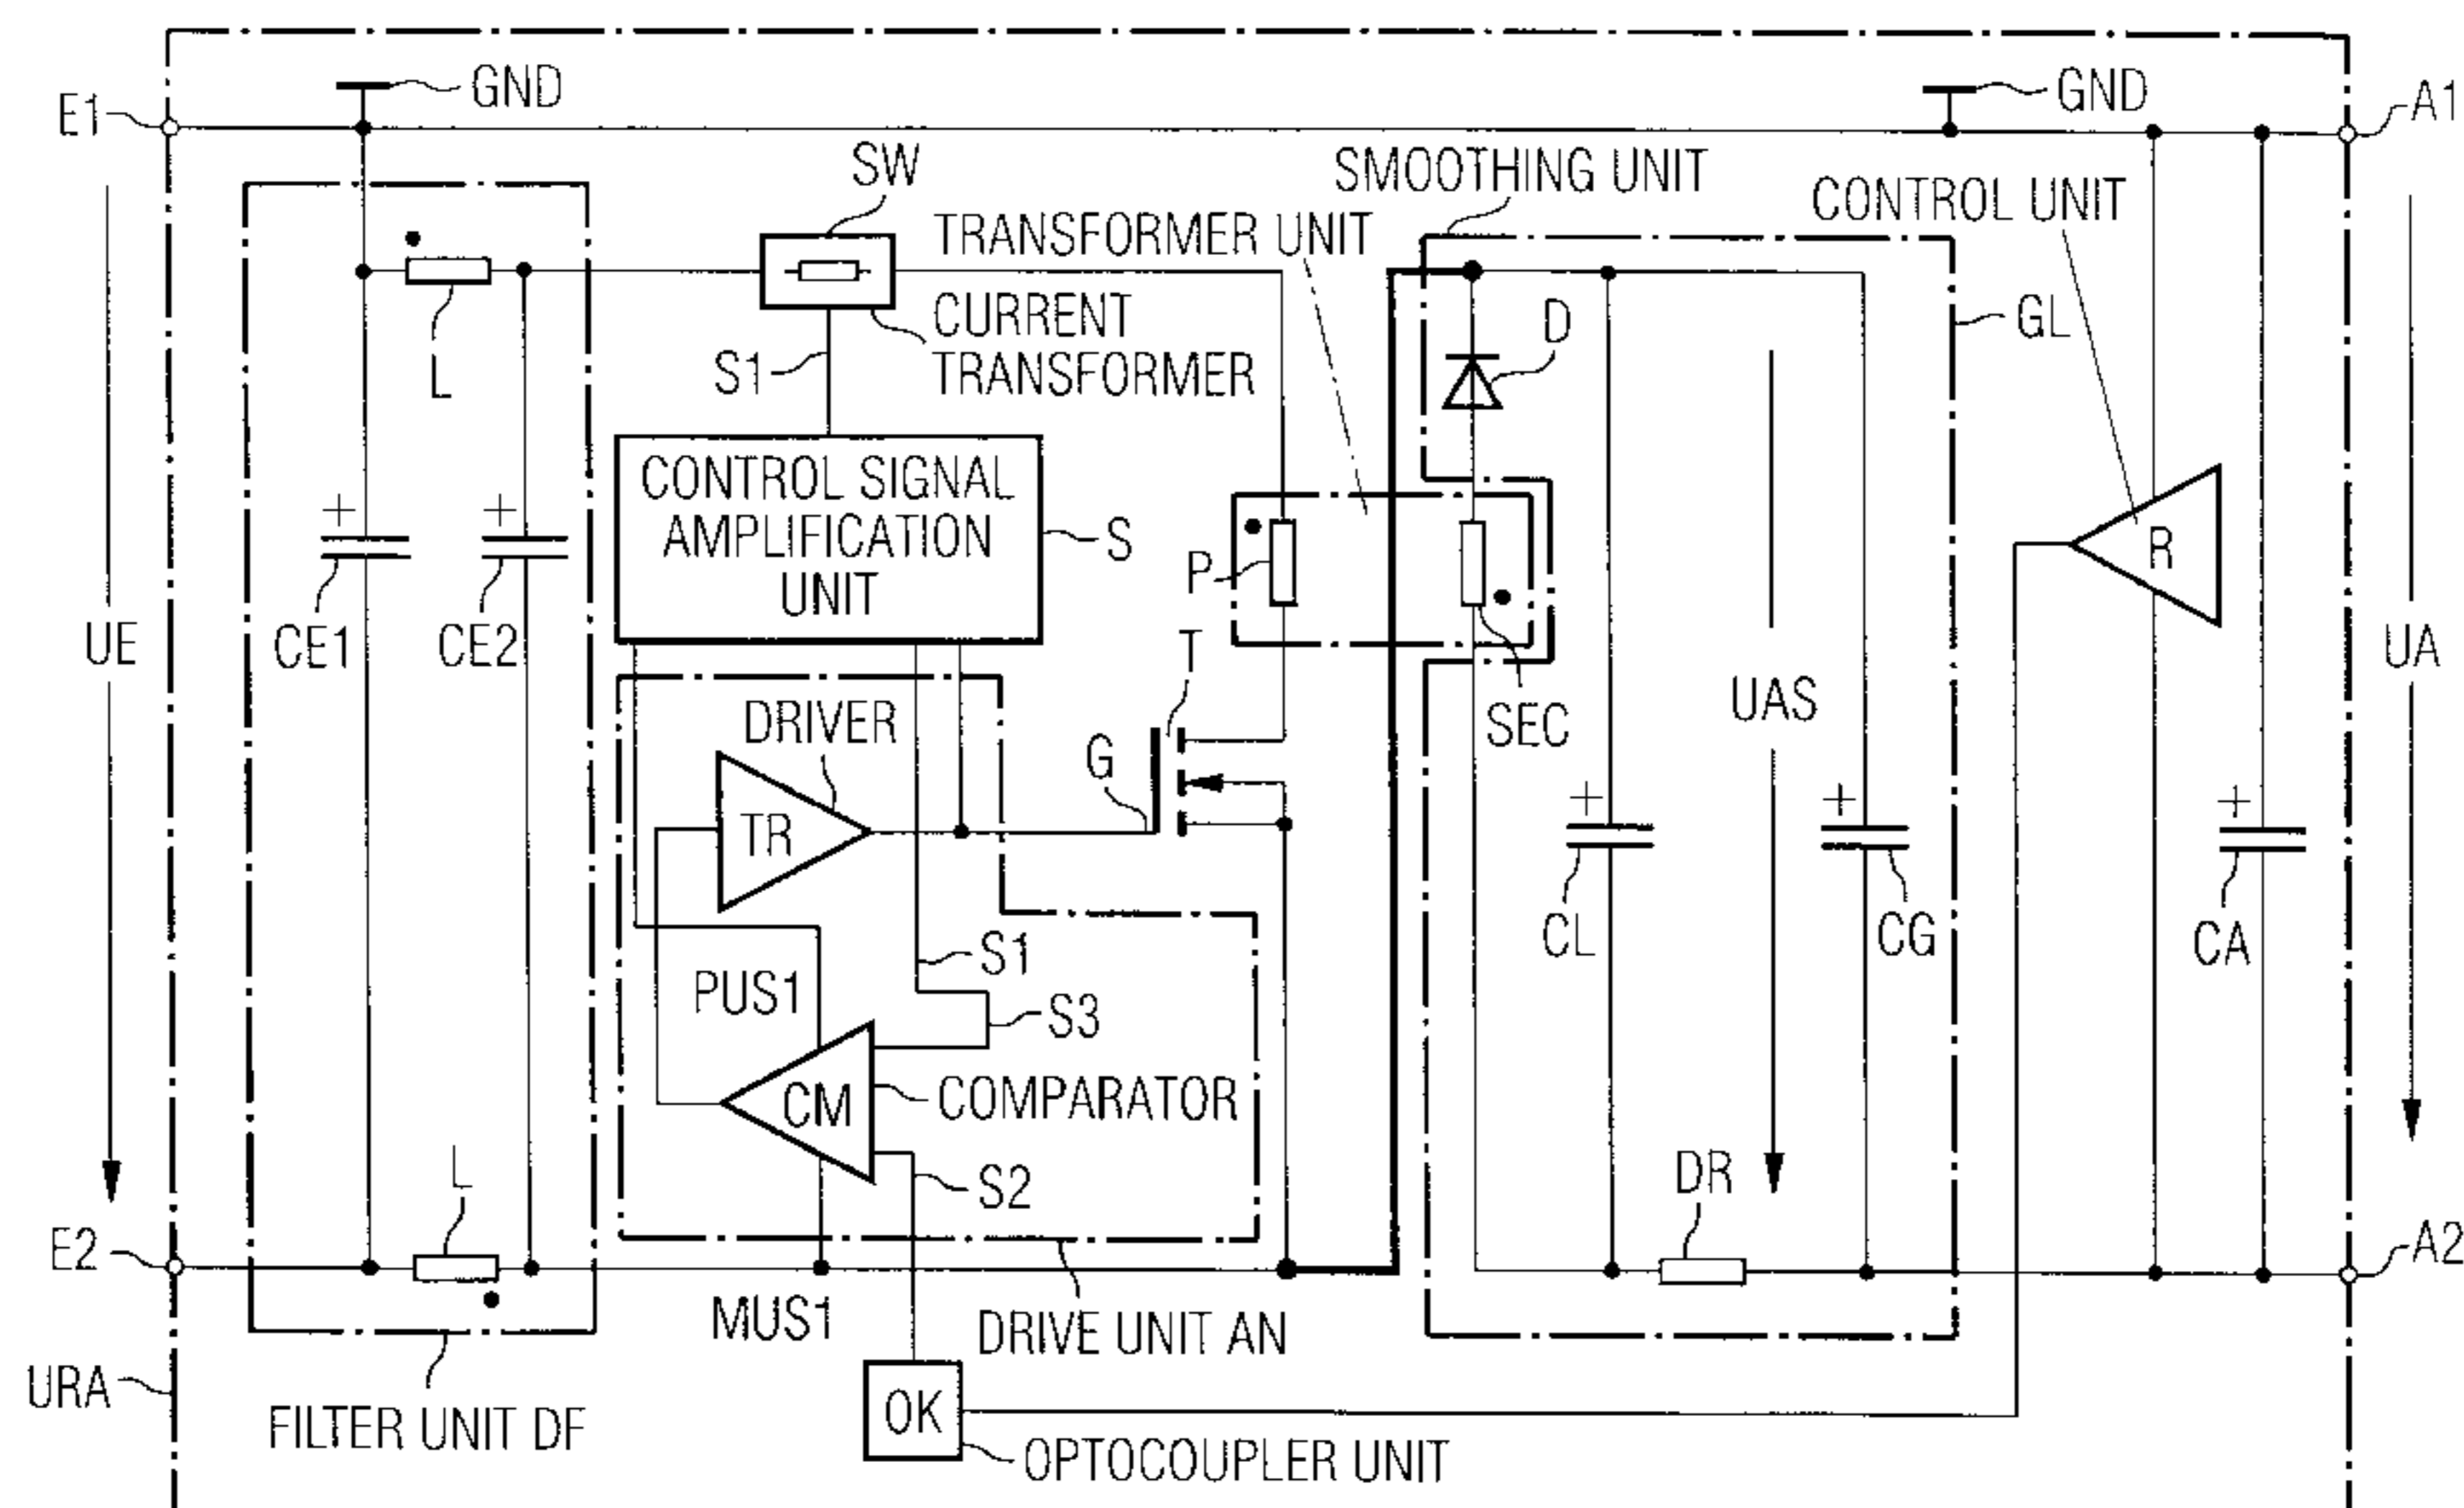 GND
GND
E1
A1
SW
SMOOTHING UNIT
CONTROL UNIT
TRANSFORMER UNIT
L
CURRENT
TRANSFORMER
S1
D
GL
CONTROL SIGNAL
AMPLIFICATION
UNIT
S
+
+
P
R
UE
CE1
CE2
T
SEC
UAS
UA
DRIVER
G
TR
+
+
+
CL
CG
CA
PUS1
S1
S3
CM
COMPARATOR
L
S2
DR
E2
A2
MUS1
DRIVE UNIT AN
URA
FILTER UNIT DF
OK
OPTOCOUPLER UNIT